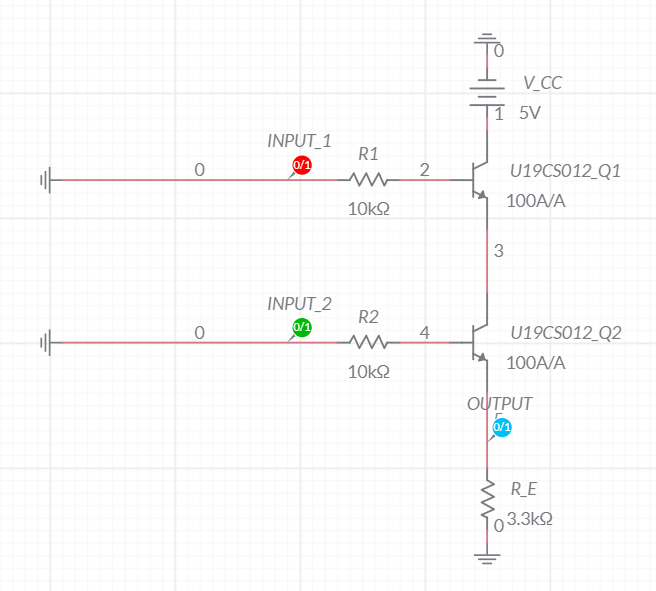 0
V_CC
1
5V
INPUT_1
0/1
R1
0
2
U19CS012_Q1
10kΩ
100A/A
3
INPUT_2
0/1
R2
0
4
U19CS012_Q2
10kΩ
100A/A
OUTPUT
0/1
R_E
0
3.3kΩ